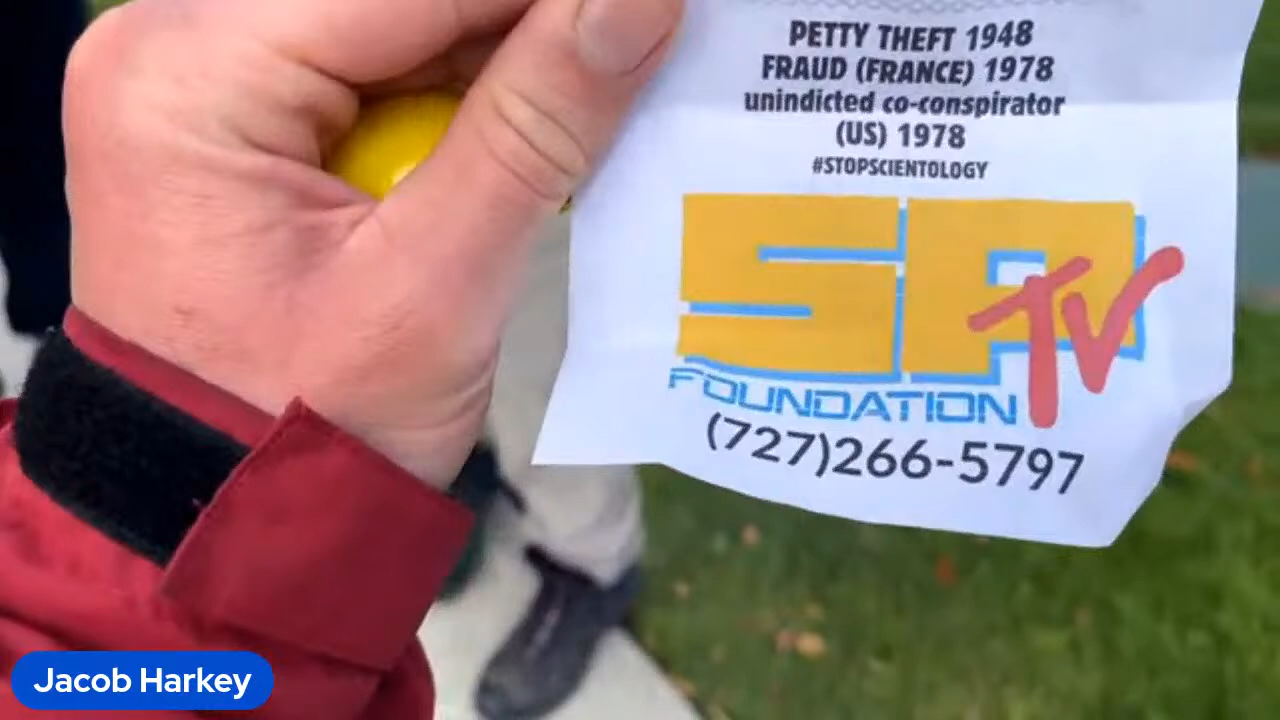 PETTY THEFT 1948
FRAUD (FRANCE) 1978
unindicted co-conspirator
(US) 1978
#STOPSCIENTOLOGY
SP TV
FOUNDATION
(727)266-5797
Jacob Harkey